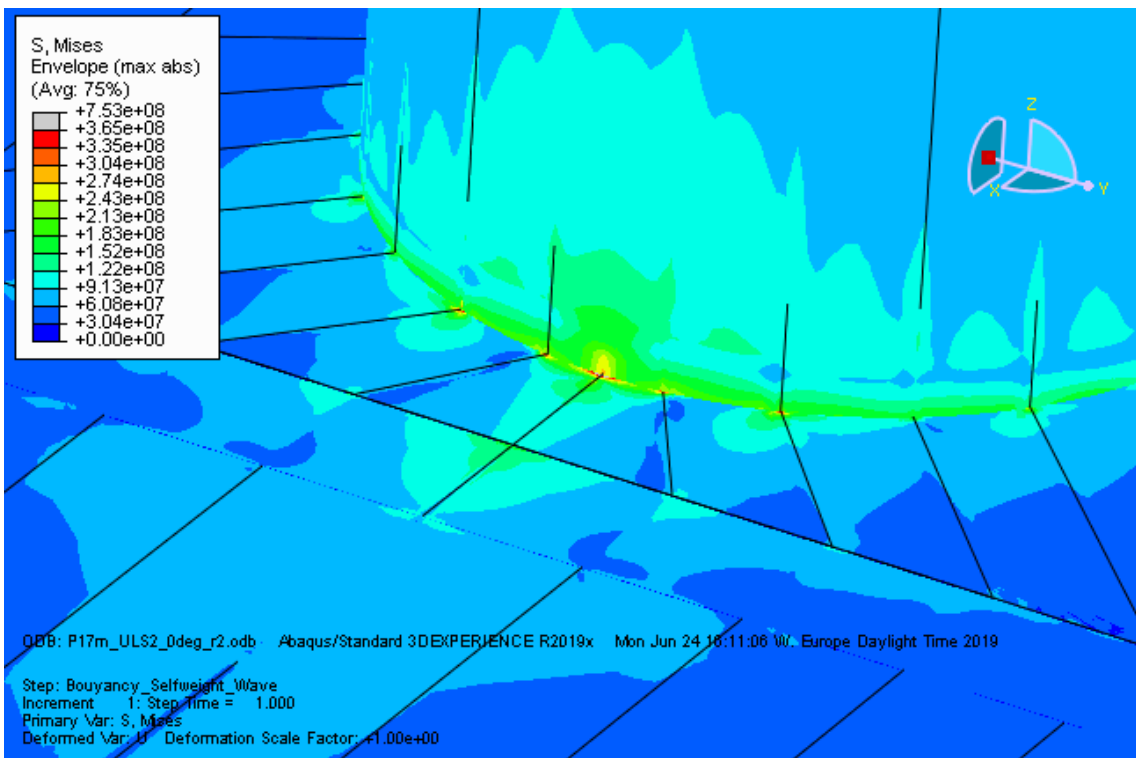 S, Mises
Envelope (max abs)
(Avg: 75%)
+7.53e+08
+3.65e+08
+3.35e+08
+3.04e+08
+2.74e+08
+2.43e+08
+2.13e+08
+1.83e+08
+1.52e+08
+1.22e+08
+9.13e+07
+6.08e+07
+3.04e+07
+0.00e+00
Z
X
Y
ODB: P17m_ULS2_0deg_r2.odb Abaqus/Standard 3DEXPERIENCE R2019x Mon Jun 24 16:11:06 W. Europe Daylight Time 2019
Step: Bouyancy_Selfweight_Wave
Increment 1: Step Time = 1.000
Primary Var: S, Mises
Deformed Var: U Deformation Scale Factor: +1.00e+00